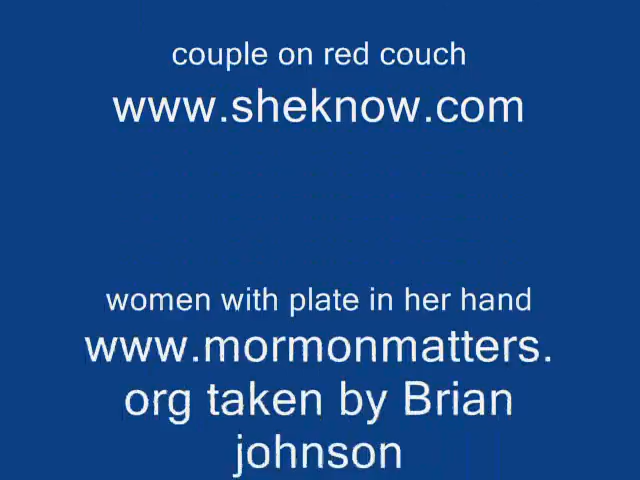 couple on red couch
www.sheknow.com
women with plate in her hand
www.mormonmatters.
org taken by Brian
johnson